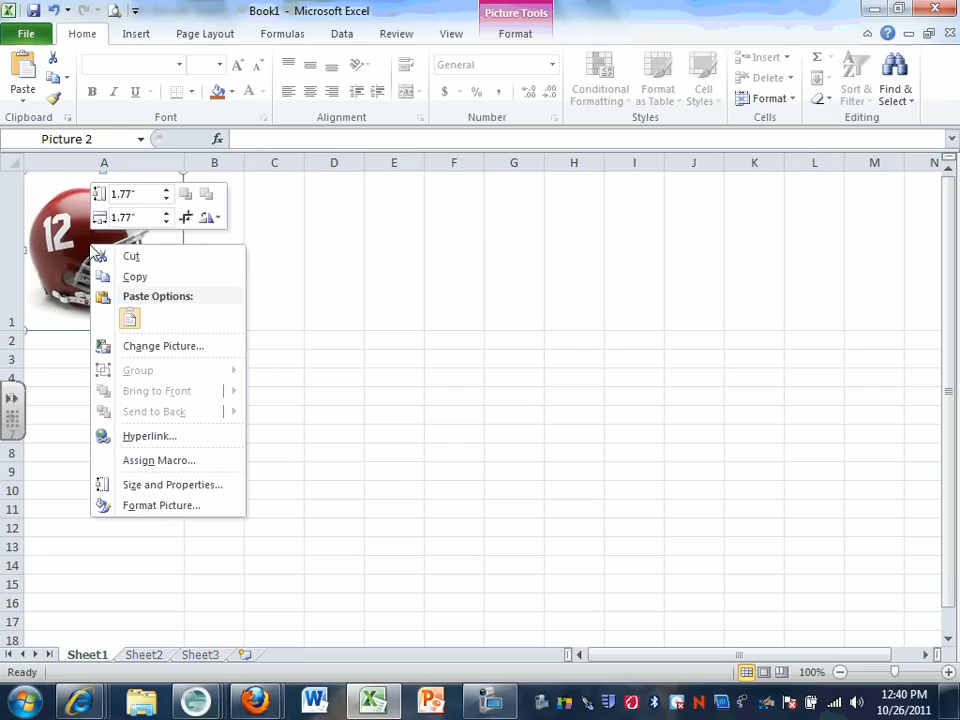 Book1 - Microsoft Excel
Picture Tools
File Home Insert Page Layout Formulas Data Review View Format
Paste
General
Conditional Formatting
Format as Table
Cell Styles
Insert
Delete
Format
Sort & Filter
Find & Select
Clipboard Font Alignment Number Styles Cells Editing
Picture 2 fx
A B C D E F G H I J K L M N
12
1.77"
1.77"
Cut
Copy
Paste Options:
Change Picture...
Group
Bring to Front
Send to Back
Hyperlink...
Assign Macro...
Size and Properties...
Format Picture...
1
2
3
4
7
8
9
10
11
12
13
14
15
16
17
18
Sheet1 Sheet2 Sheet3
Ready 100%
12:40 PM
10/26/2011